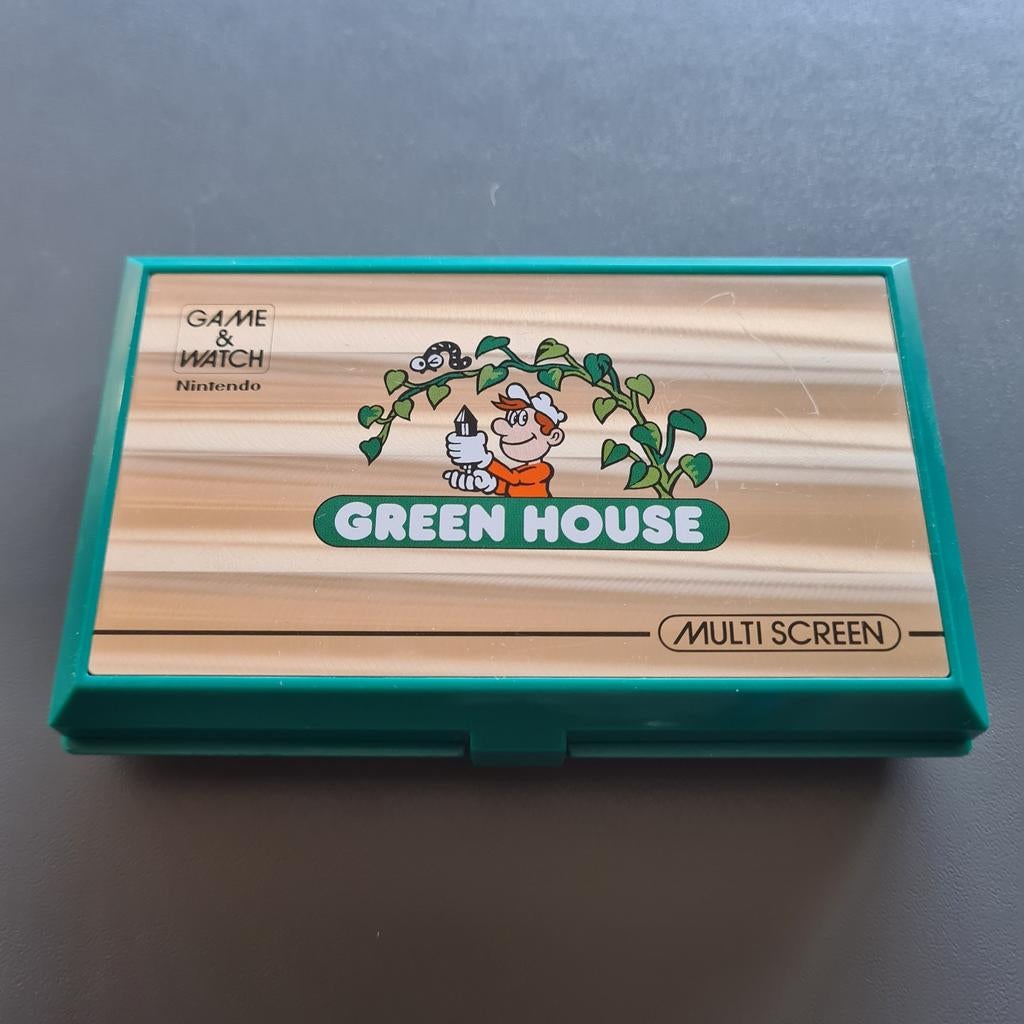 GAME
&
WATCH
Nintendo
GREEN HOUSE
MULTI SCREEN